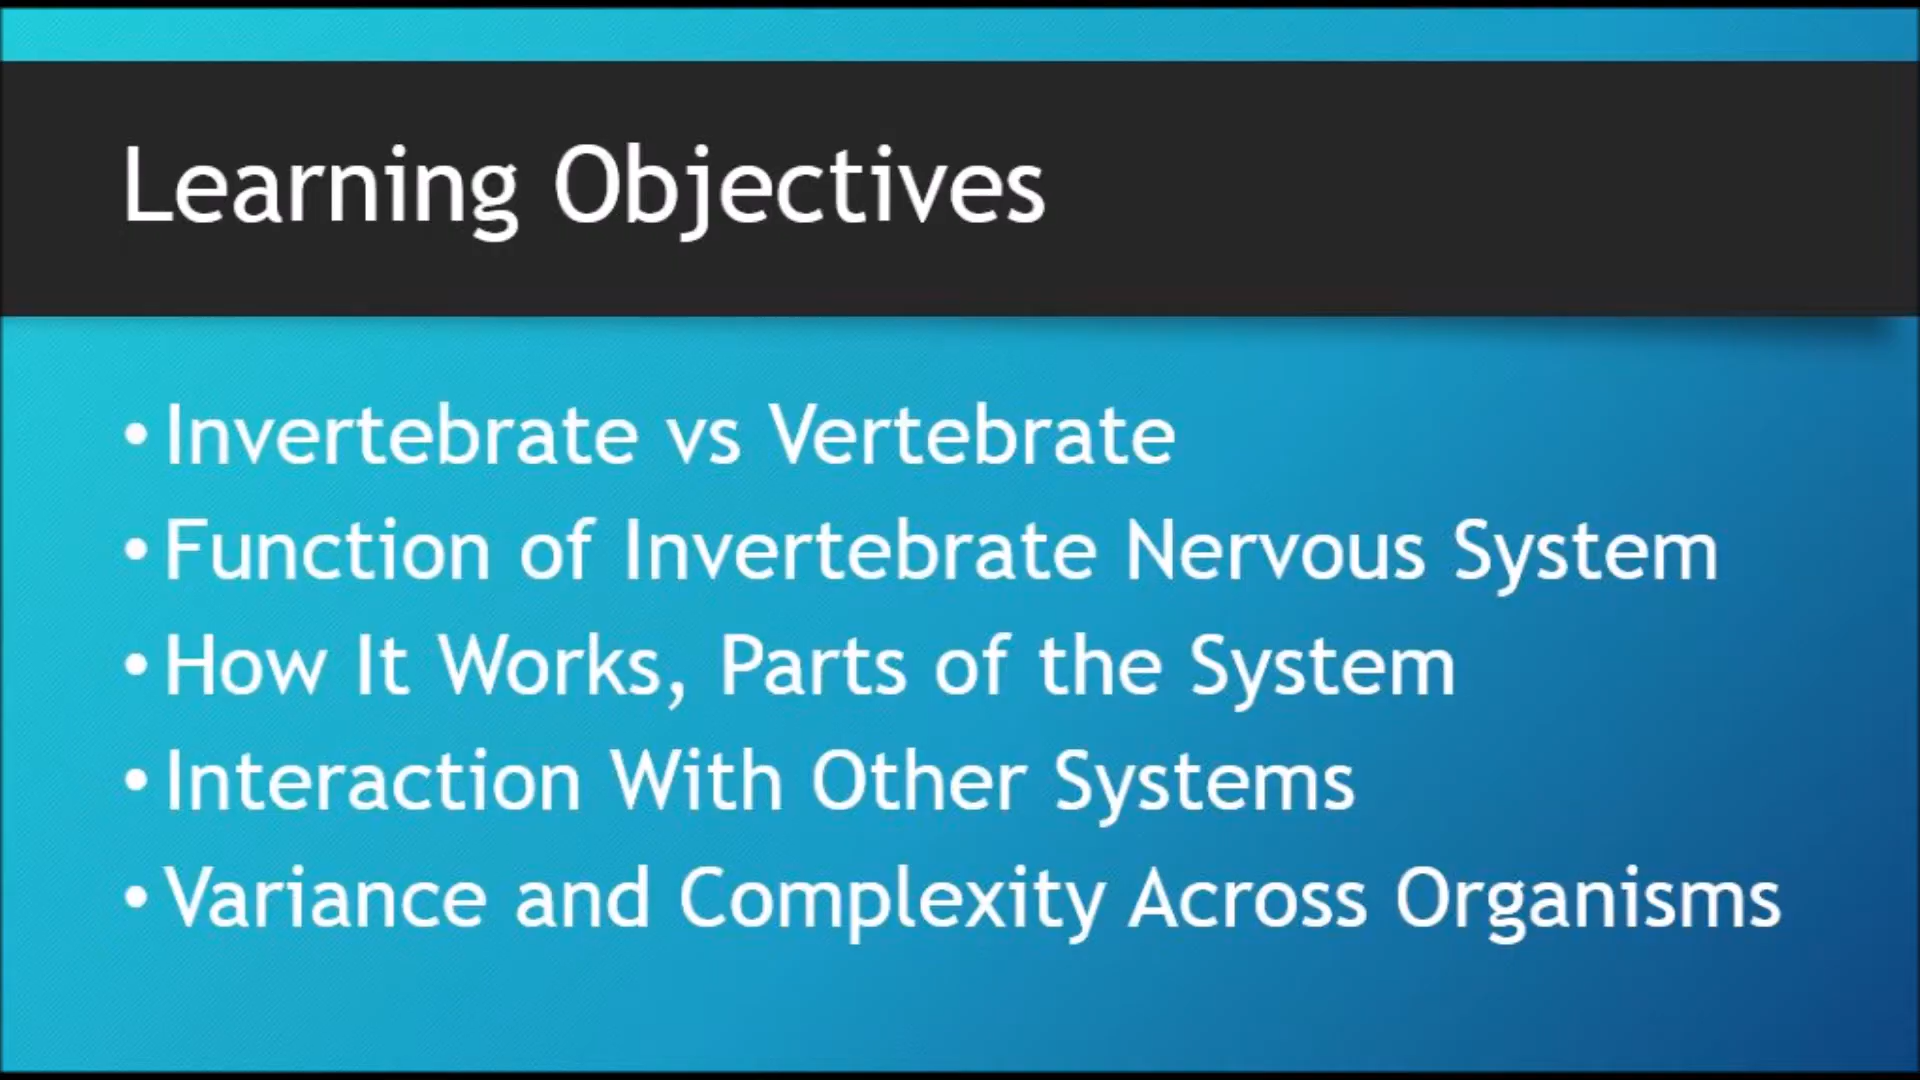 Learning Objectives
• Invertebrate vs Vertebrate
• Function of Invertebrate Nervous System
• How It Works, Parts of the System
• Interaction With Other Systems
• Variance and Complexity Across Organisms